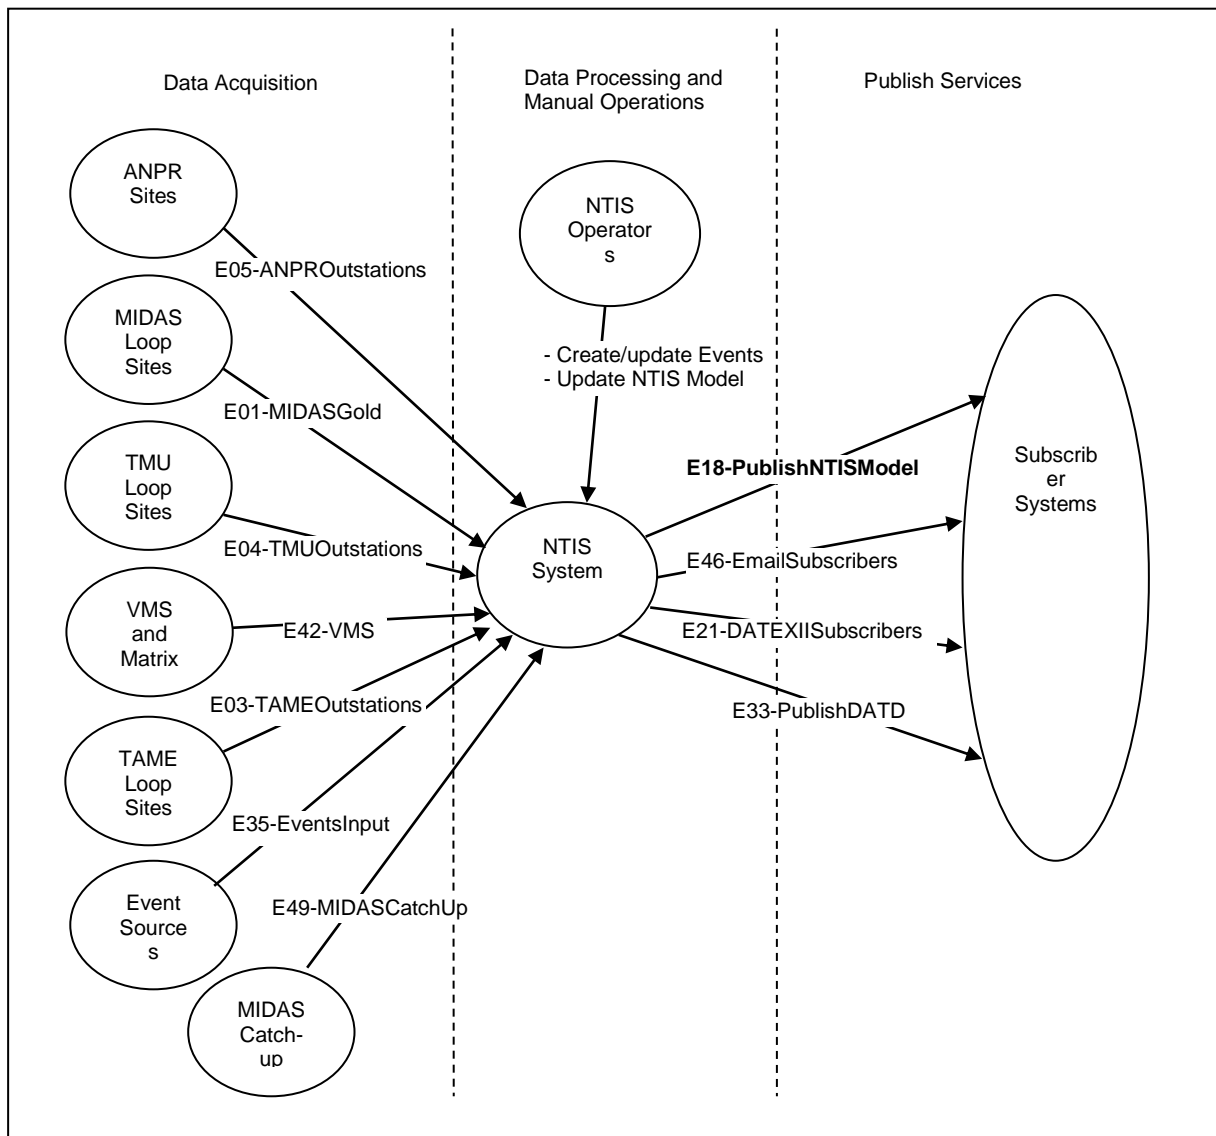 Data Acquisition
Data Processing and
Manual Operations
Publish Services
ANPR
Sites
NTIS
Operator
s
E05-ANPROutstations
MIDAS
Loop
Sites
- Create/update Events
- Update NTIS Model
E01-MIDASGold
TMU
Loop
Sites
E18-PublishNTISModel
Subscrib
er
Systems
E04-TMUOutstations
NTIS
System
E46-EmailSubscribers
VMS
and
Matrix
E42-VMS
E21-DATEXIISubscribers
E03-TAMEOutstations
E33-PublishDATD
TAME
Loop
Sites
E35-EventsInput
Event
Source
s
E49-MIDASCatchUp
MIDAS
Catch-
up